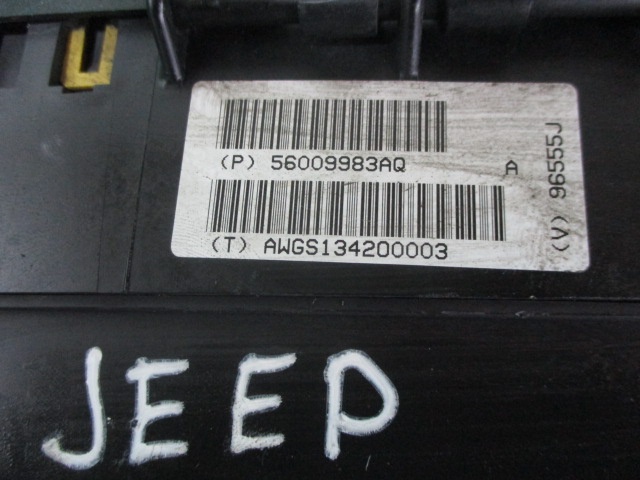 (P) 56009983AQ A
(T) AWGS134200003
(V) 96555J
JEEP